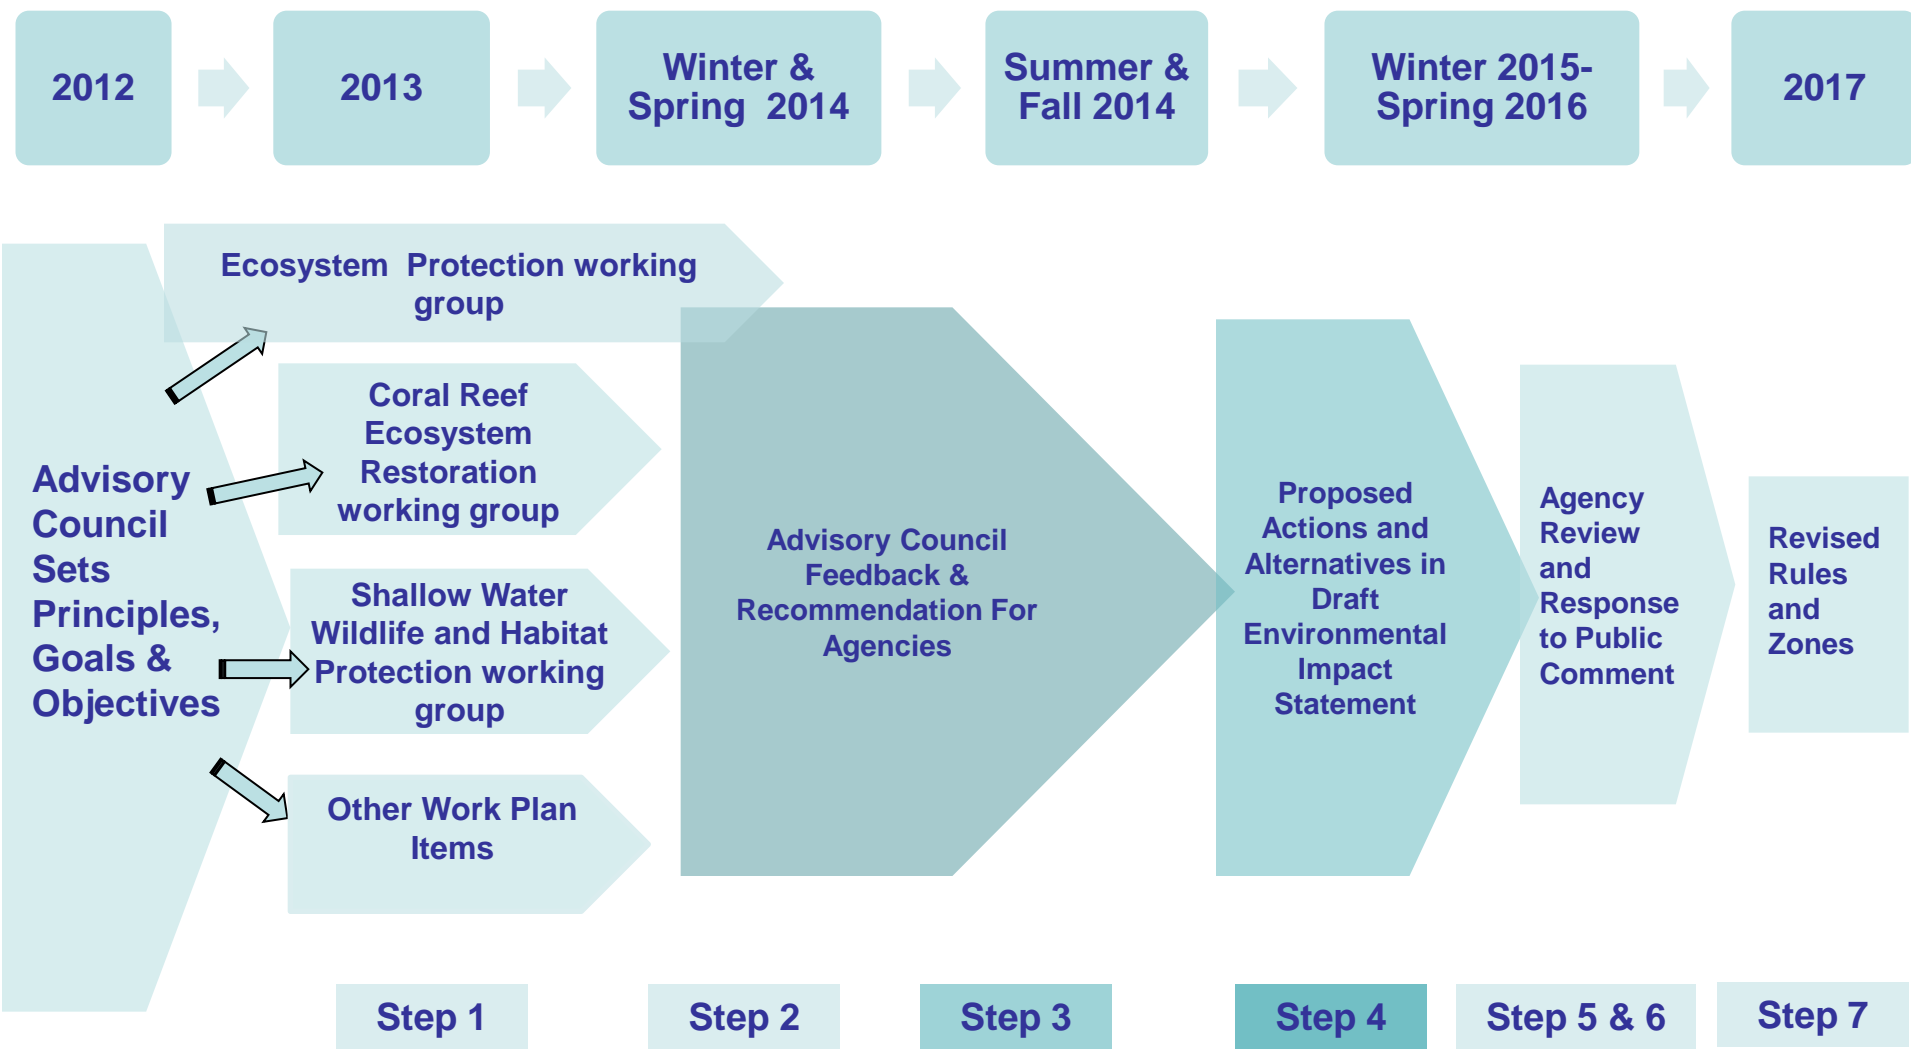 2012
2013
Winter &
Spring 2014
Summer &
Fall 2014
Winter 2015-
Spring 2016
2017
Advisory
Council
Sets
Principles,
Goals &
Objectives
Ecosystem Protection working
group
Coral Reef
Ecosystem
Restoration
working group
Shallow Water
Wildlife and Habitat
Protection working
group
Other Work Plan
Items
Advisory Council
Feedback &
Recommendation For
Agencies
Proposed
Actions and
Alternatives in
Draft
Environmental
Impact
Statement
Agency
Review
and
Response
to Public
Comment
Revised
Rules
and
Zones
Step 1
Step 2
Step 3
Step 4
Step 5 & 6
Step 7